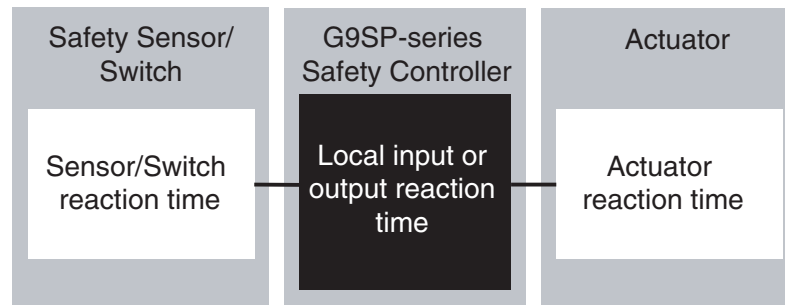 Safety Sensor/
Switch
Sensor/Switch
reaction time
G9SP-series
Safety Controller
Local input or
output reaction
time
Actuator
Actuator
reaction time